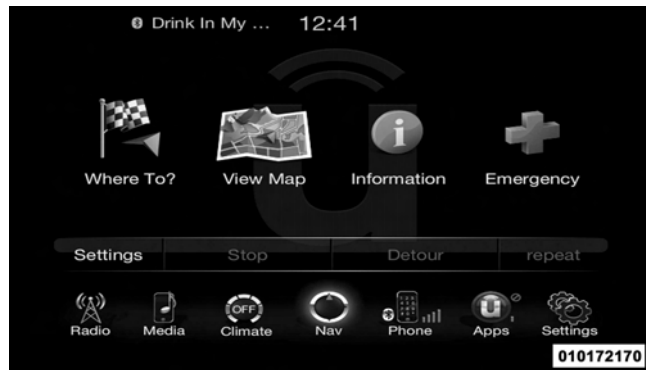 Drink In My ... 12:41
Where To? View Map Information Emergency
Settings Stop Detour repeat
OFF
Radio Media Climate Nav Phone Apps Settings
010172170